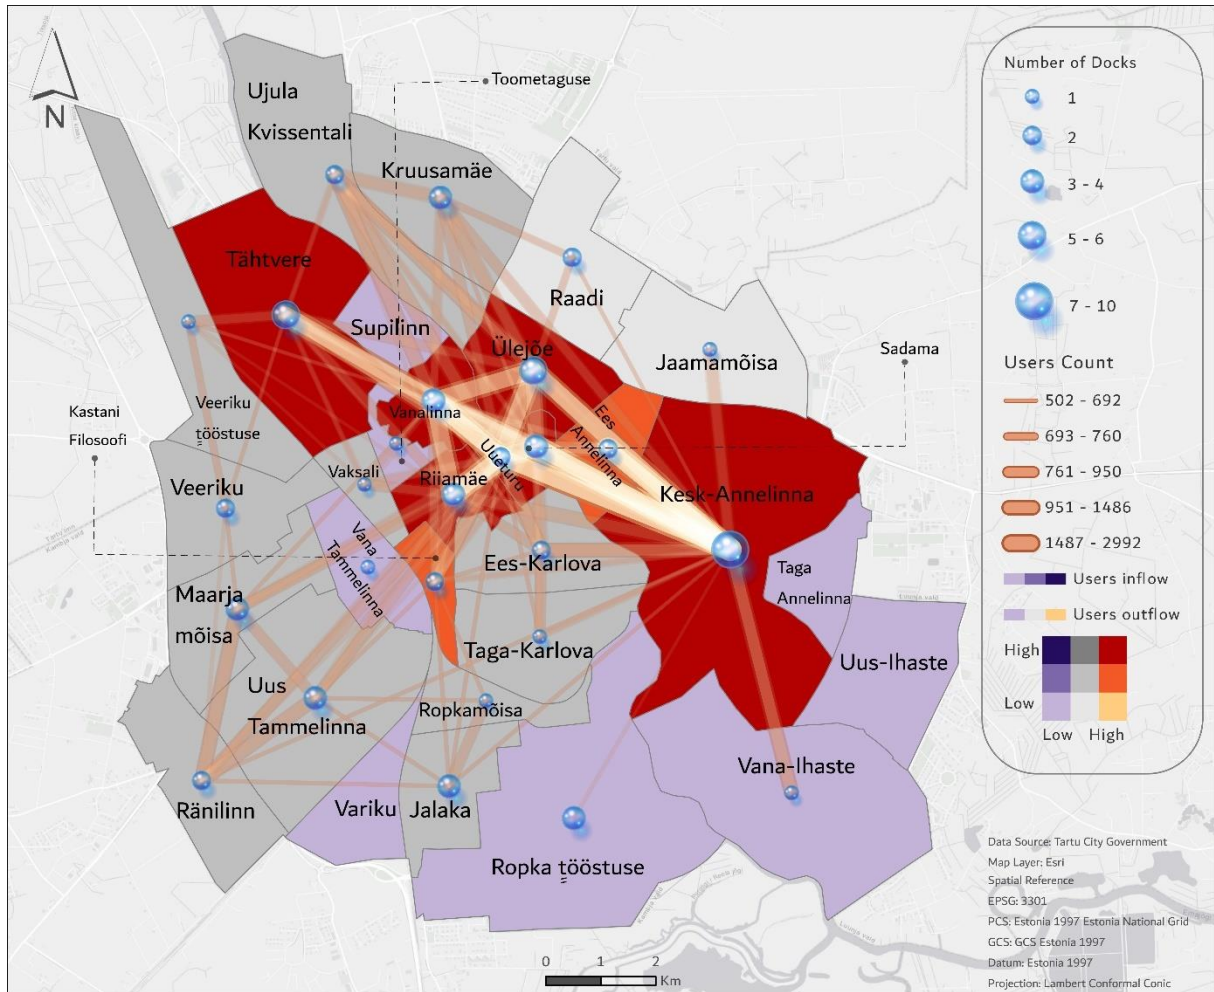 N
Toometaguse
Ujula
Kvissentali
Kruusamäe
Tähtvere
Raadi
Supilinn
Ülejõe
Jaamamõisa
Sadama
Kastani
Filosoofi
Veeriku
tööstuse
Vanalinna
Ees
Annelinna
Vaksali
Riiamäe
Uueturu
Kesk-Annelinna
Veeriku
Vana
Tammelinna
Ees-Karlova
Taga
Annelinna
Maarja
mõisa
Taga-Karlova
Uus-Ihaste
Uus
Tammelinna
Ropkamõisa
Vana-Ihaste
Ränilinn
Variku
Jalaka
Ropka tööstuse
0 1 2
Km
Number of Docks
1
2
3 - 4
5 - 6
7 - 10
Users Count
502 - 692
693 - 760
761 - 950
951 - 1486
1487 - 2992
Users inflow
Users outflow
High
Low
Low High
Data Source: Tartu City Government
Map Layer: Esri
Spatial Reference
EPSG: 3301
PCS: Estonia 1997 Estonia National Grid
GCS: GCS Estonia 1997
Datum: Estonia 1997
Projection: Lambert Conformal Conic